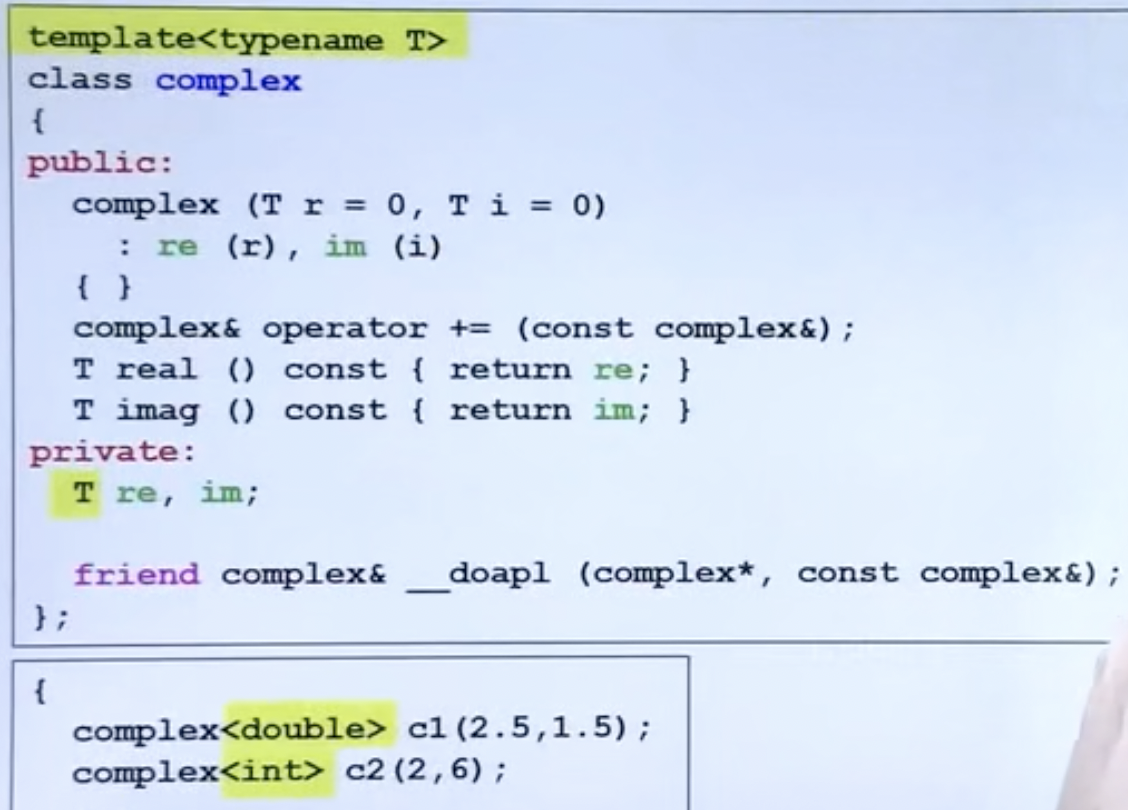 template<typename T>
class complex
{
public:
  complex (T r = 0, T i = 0)
    : re (r), im (i)
  { }
  complex& operator += (const complex&);
  T real () const { return re; }
  T imag () const { return im; }
private:
  T re, im;

  friend complex& __doapl (complex*, const complex&);
};
{
  complex<double> c1(2.5,1.5);
  complex<int> c2(2,6);